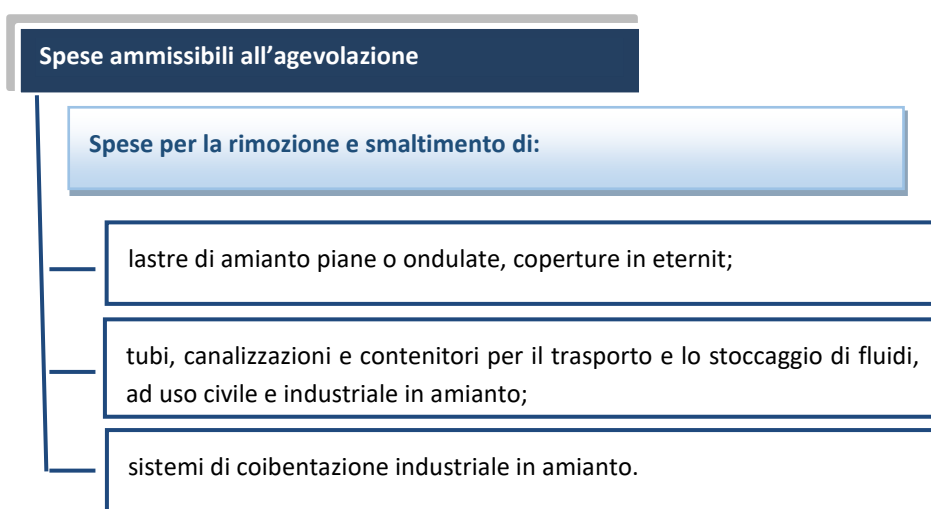 Spese ammissibili all’agevolazione
Spese per la rimozione e smaltimento di:
lastre di amianto piane o ondulate, coperture in eternit;
tubi, canalizzazioni e contenitori per il trasporto e lo stoccaggio di fluidi,
ad uso civile e industriale in amianto;
sistemi di coibentazione industriale in amianto.